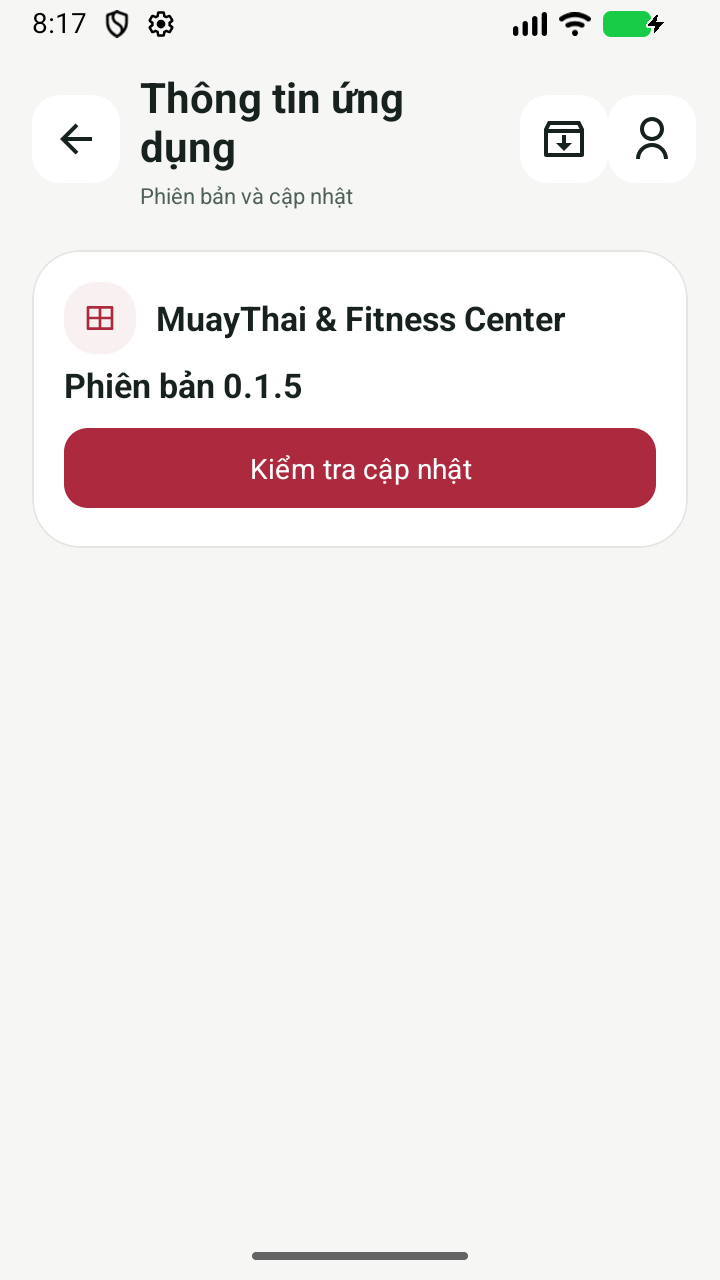 8:17
Thông tin ứng
dụng
Phiên bản và cập nhật
MuayThai & Fitness Center
Phiên bản 0.1.5
Kiểm tra cập nhật